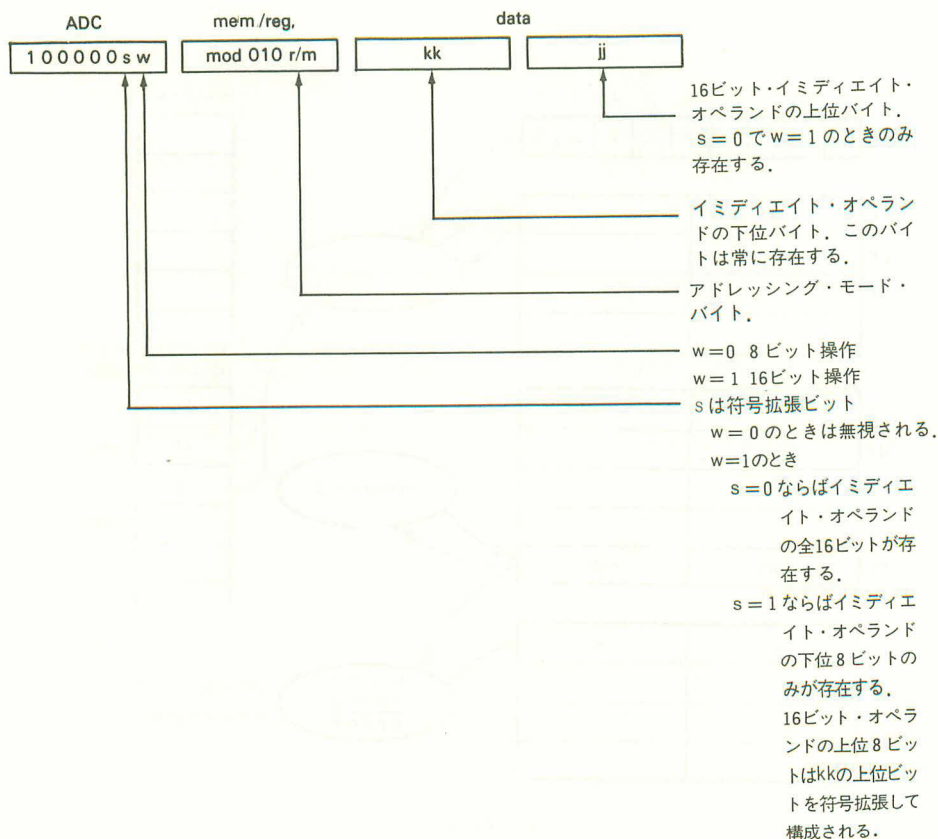 ADC mem/reg, data
100000sw mod 010 r/m kk jj
16ビット・イミディエイト・
オペランドの上位バイト．
s＝0でw＝1のときのみ
存在する．
イミディエイト・オペラン
ドの下位バイト．このバイ
トは常に存在する．
アドレッシング・モード・
バイト．
w＝0 8ビット操作
w＝1 16ビット操作
sは符号拡張ビット
w＝0のときは無視される．
w=1のとき
s＝0ならばイミディエ
イト・オペランド
の全16ビットが存
在する．
s＝1ならばイミディエ
イト・オペランド
の下位8ビットの
みが存在する．
16ビット・オペラ
ンドの上位8ビッ
トはkkの上位ビッ
トを符号拡張して
構成される．